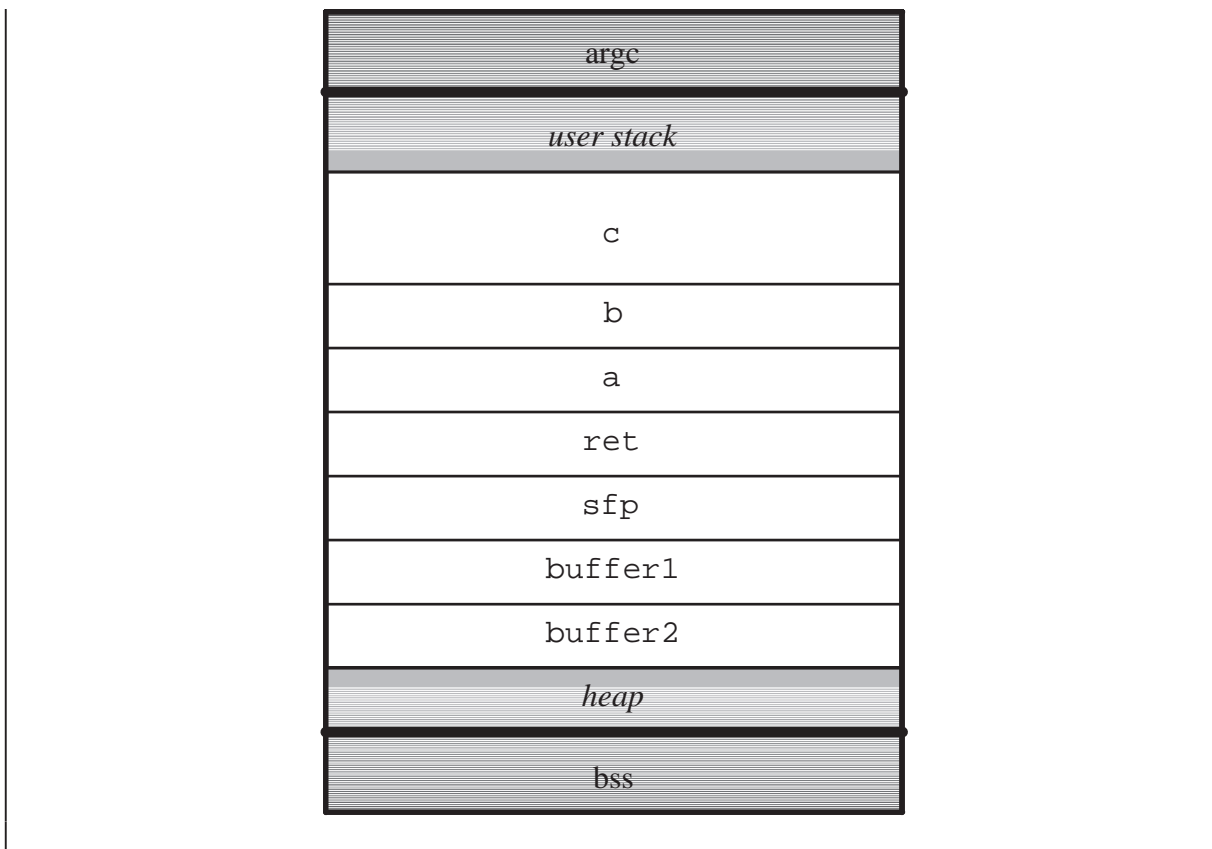 argc
user stack
c
b
a
ret
sfp
buffer1
buffer2
heap
bss